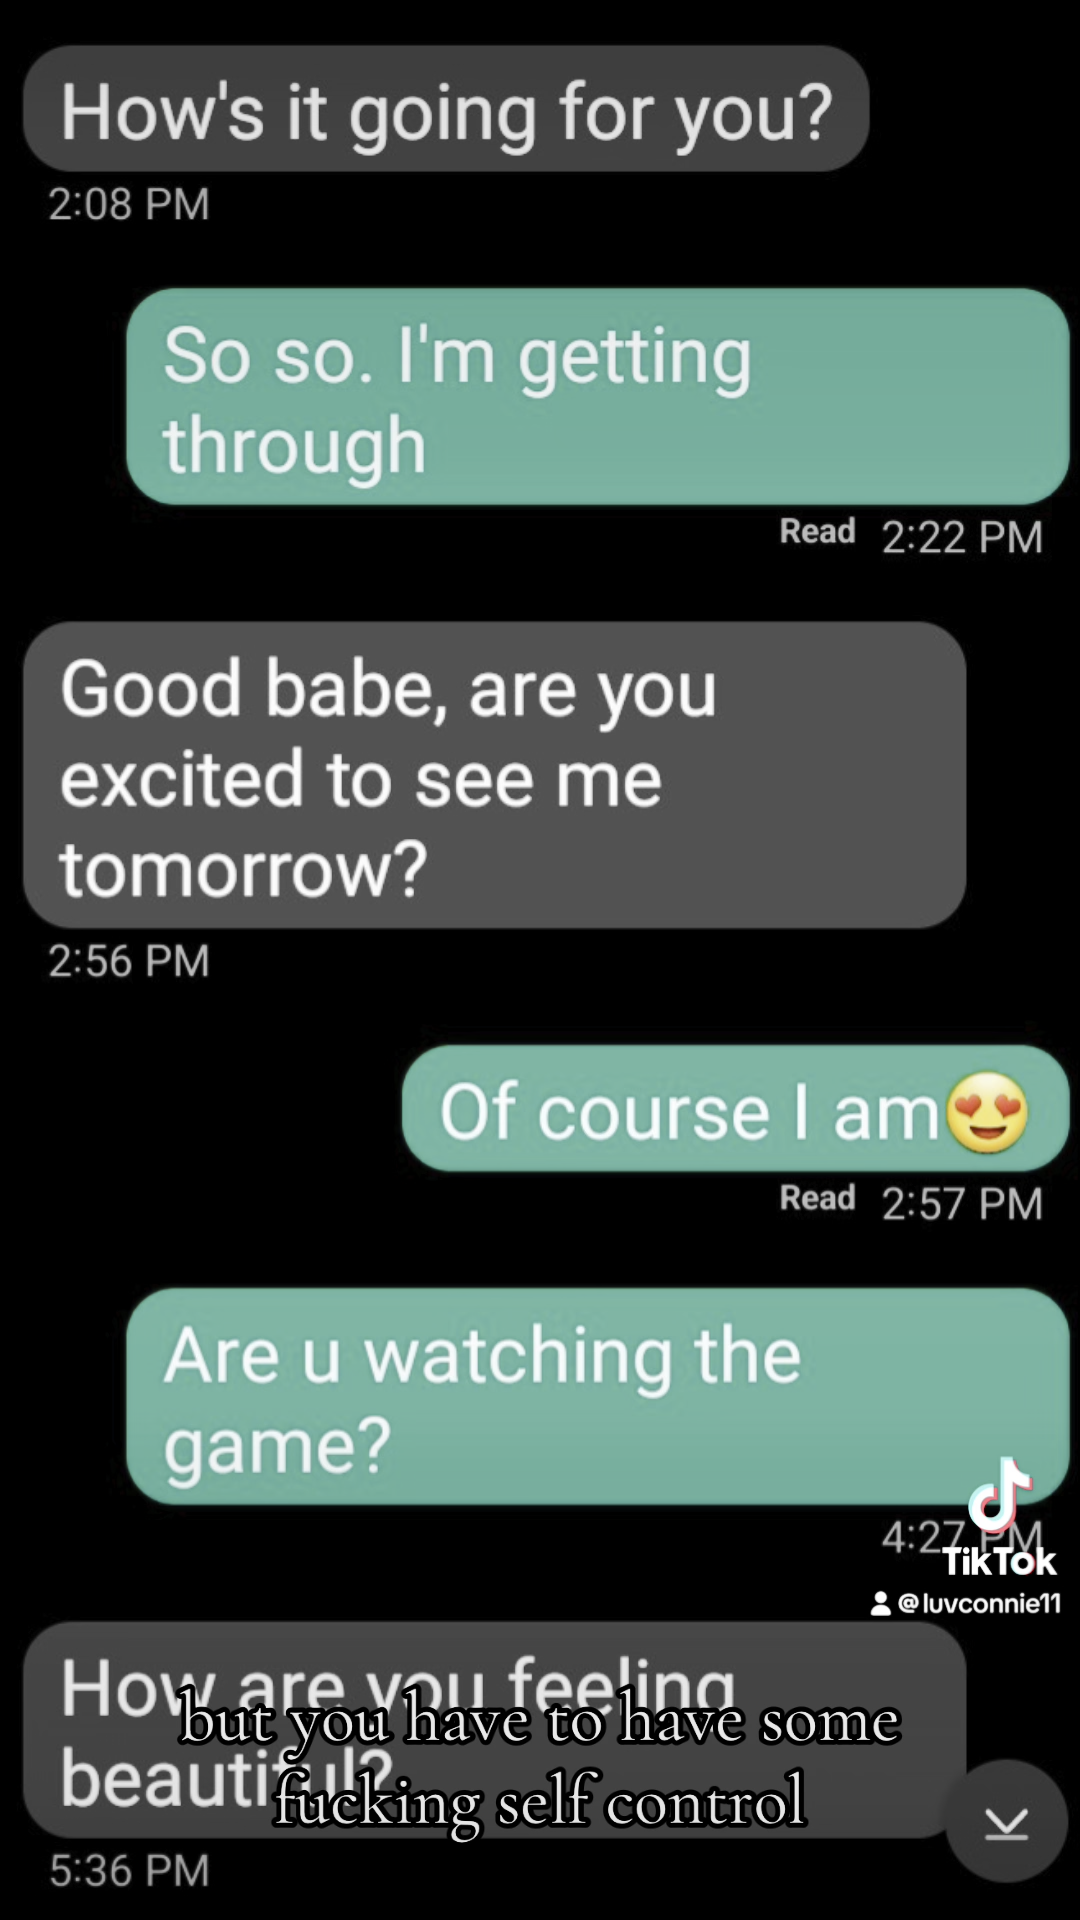 How's it going for you?
2:08 PM
So so. I'm getting
through
Read 2:22 PM
Good babe, are you
excited to see me
tomorrow?
2:56 PM
Of course I am😍
Read 2:57 PM
Are u watching the
game?
4:27 PM
TikTok
@luvconnie11
How are you feeling
beautiful?
but you have to have some
fucking self control
5:36 PM